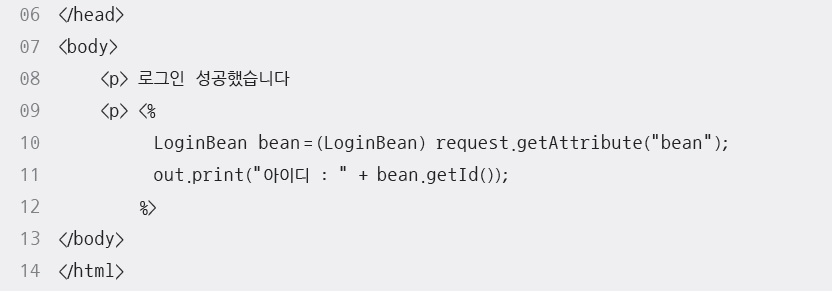 06 </head>
07 <body>
08     <p> 로그인 성공했습니다
09     <p> <%
10          LoginBean bean=(LoginBean) request.getAttribute("bean");
11          out.print("아이디 : " + bean.getId());
12         %>
13 </body>
14 </html>